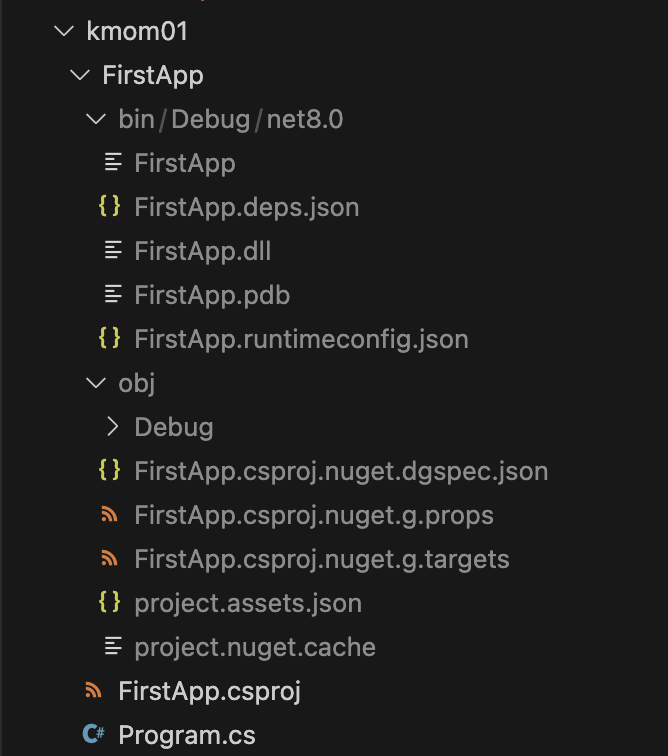 kmom01
FirstApp
bin/Debug/net8.0
FirstApp
{} FirstApp.deps.json
FirstApp.dll
FirstApp.pdb
{} FirstApp.runtimeconfig.json
obj
Debug
{} FirstApp.csproj.nuget.dgspec.json
FirstApp.csproj.nuget.g.props
FirstApp.csproj.nuget.g.targets
{} project.assets.json
project.nuget.cache
FirstApp.csproj
C# Program.cs